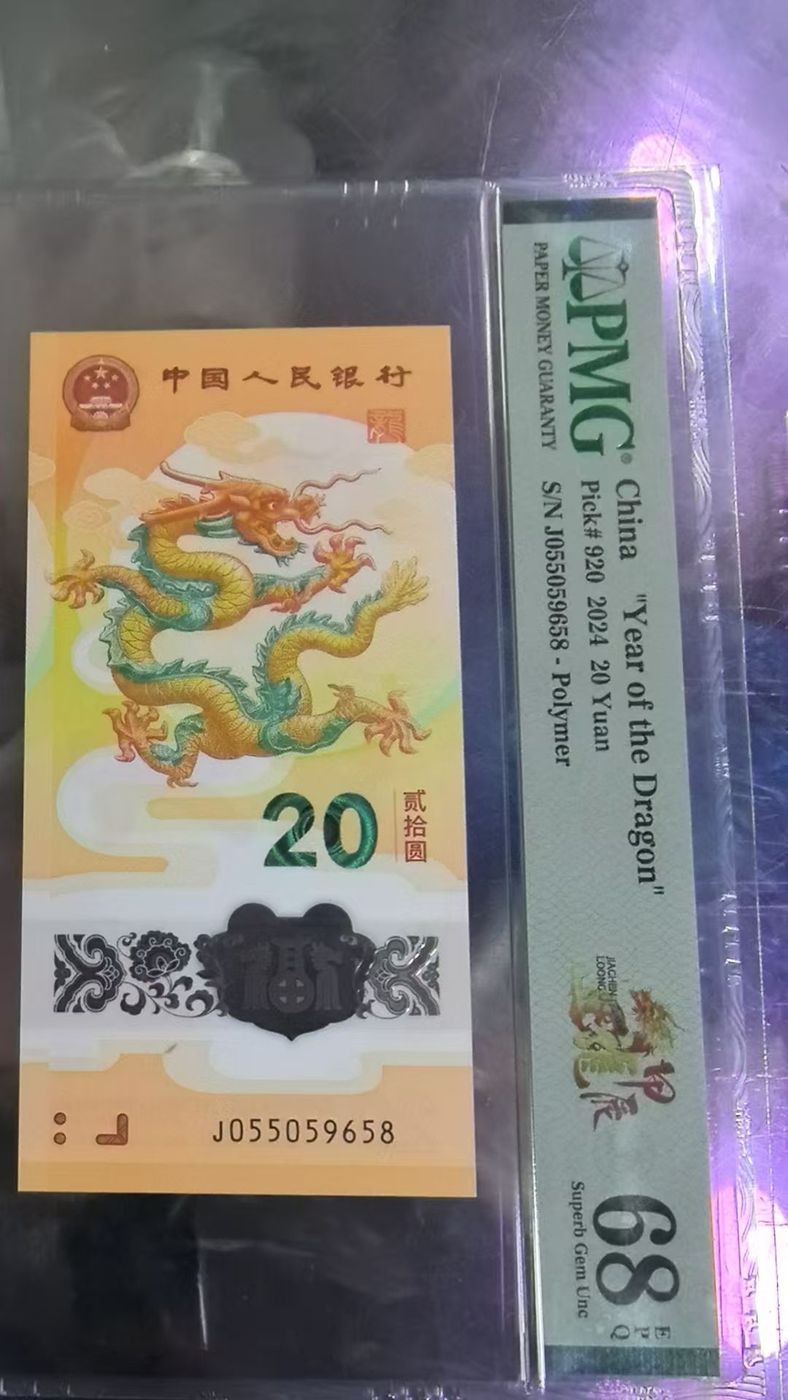 中国人民银行
龍
20
贰拾圆
J055059658
PMG®
PAPER MONEY GUARANTY
China "Year of the Dragon"
Pick# 920 2024 20 Yuan
S/N J055059658 - Polymer
JIACHEN
LOONG
甲辰
68
EPQ
Superb Gem Unc